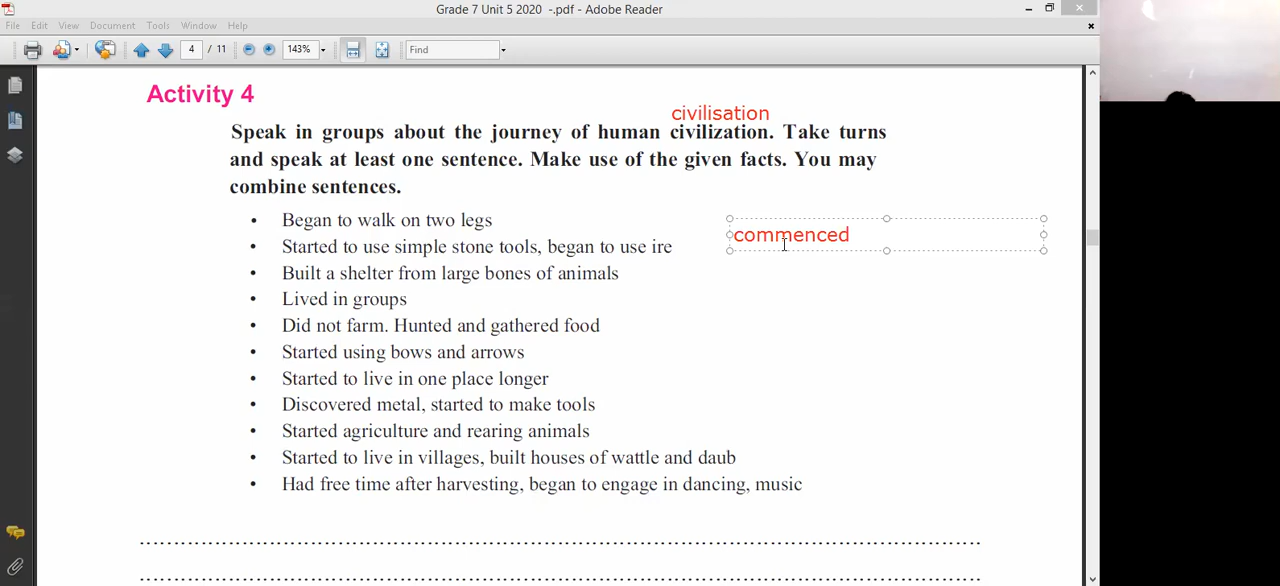 Grade 7 Unit 5 2020 -.pdf - Adobe Reader
File Edit View Document Tools Window Help
4 / 11 143% Find
Activity 4
civilisation
Speak in groups about the journey of human civilization. Take turns
and speak at least one sentence. Make use of the given facts. You may
combine sentences.
• Began to walk on two legs
commenced
• Started to use simple stone tools, began to use ire
• Built a shelter from large bones of animals
• Lived in groups
• Did not farm. Hunted and gathered food
• Started using bows and arrows
• Started to live in one place longer
• Discovered metal, started to make tools
• Started agriculture and rearing animals
• Started to live in villages, built houses of wattle and daub
• Had free time after harvesting, began to engage in dancing, music